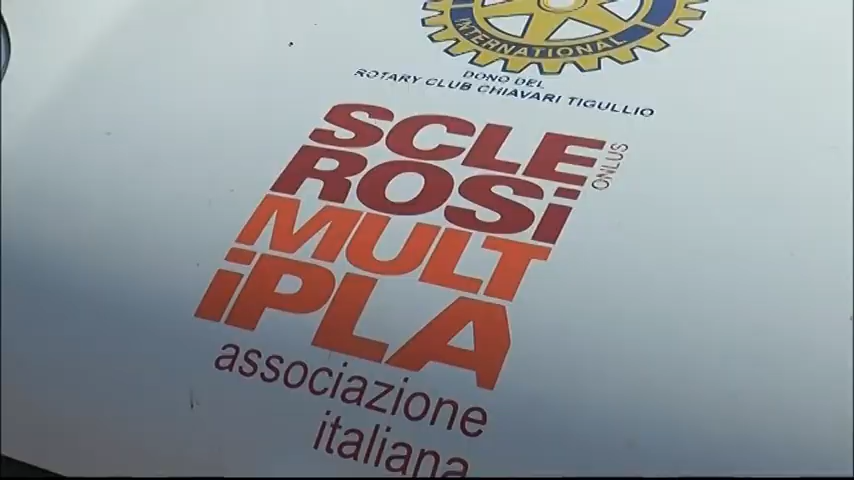 INTERNATIONAL
DONO DEL
ROTARY CLUB CHIAVARI TIGULLIO
SCLE
ROSi
ONLUS
MULT
iPLA
associazione
italiana